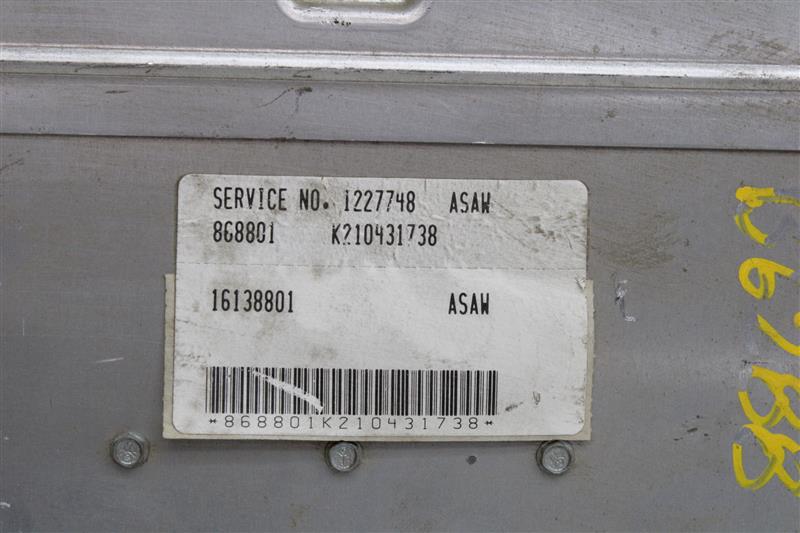 SERVICE NO. 1227748 ASAW
868801 K210431738
16138801 ASAW
*868801K210431738*